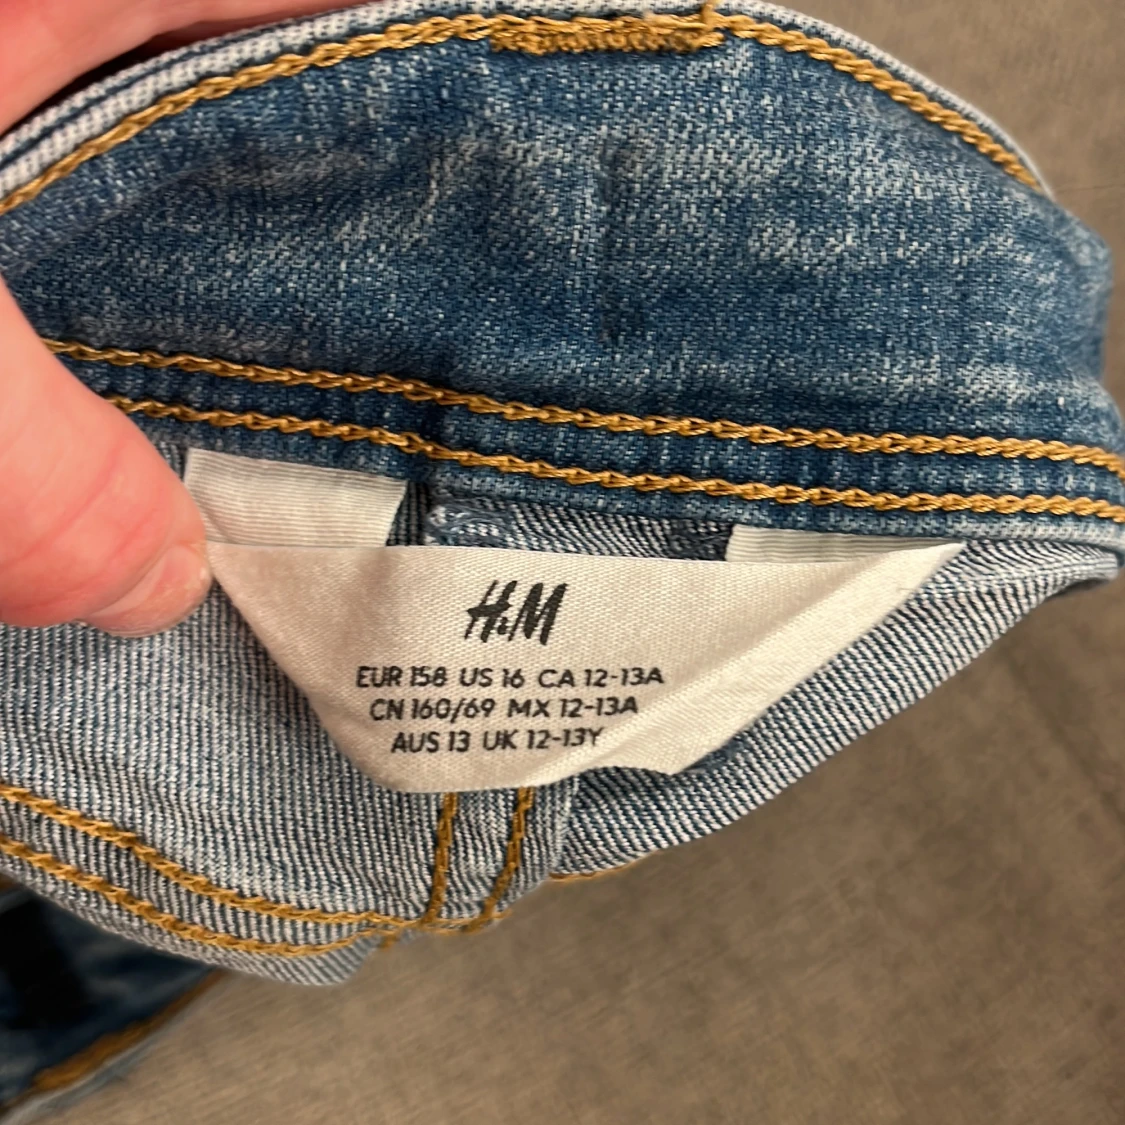 H&M
EUR 158 US 16 CA 12-13A
CN 160/69 MX 12-13A
AUS 13 UK 12-13Y